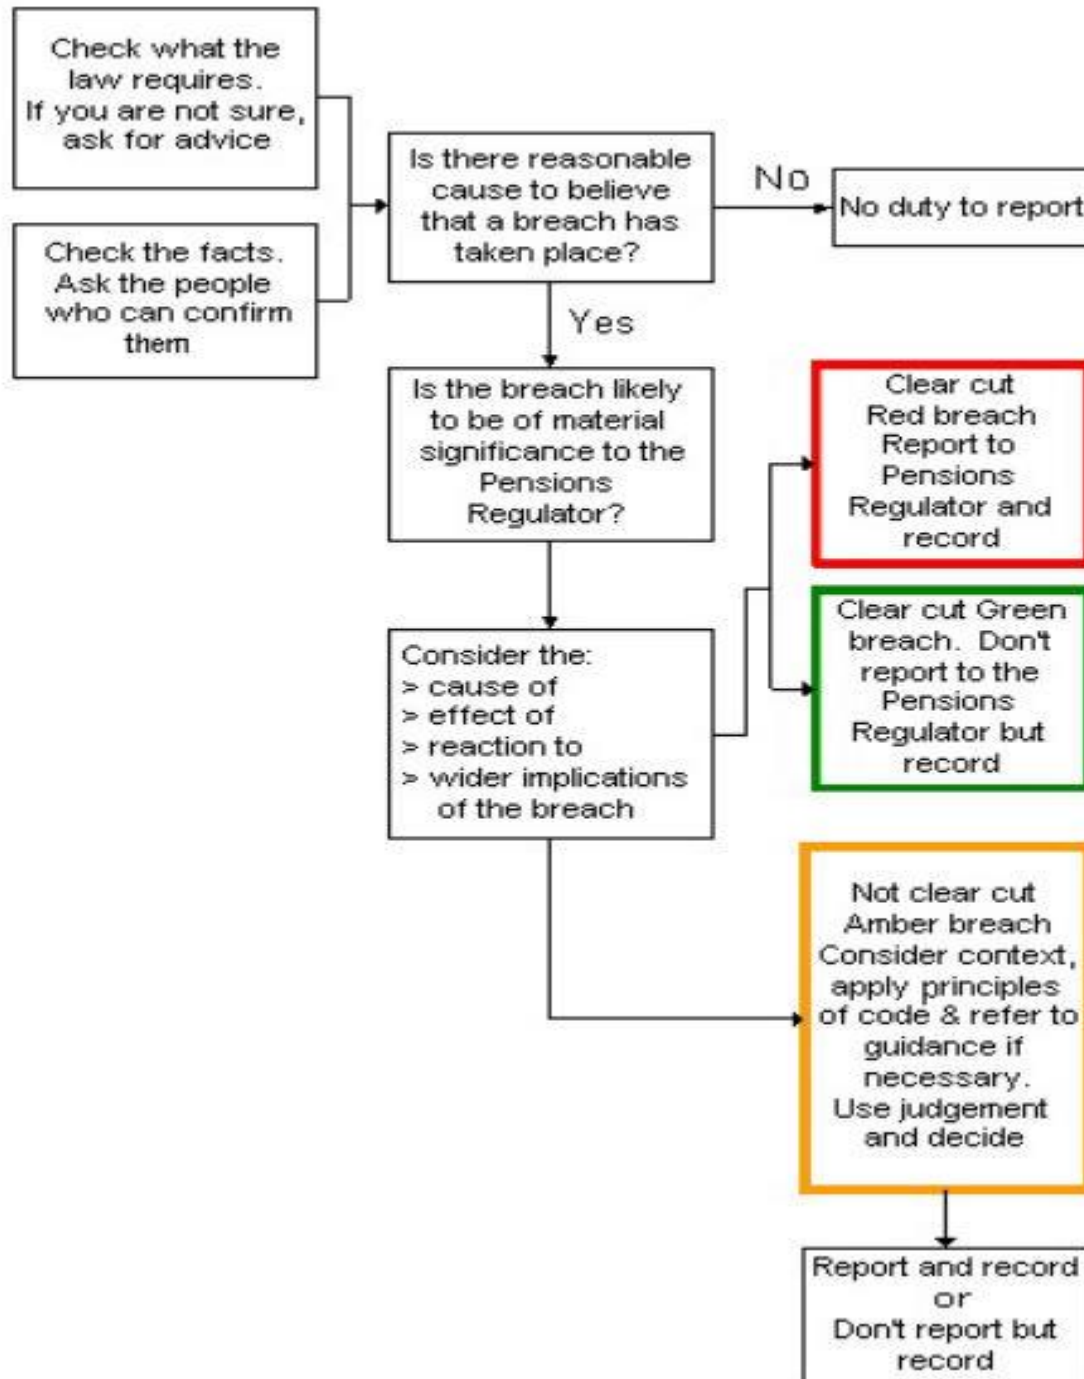 Check what the
law requires.
If you are not sure,
ask for advice
Check the facts.
Ask the people
who can confirm
them
Is there reasonable
cause to believe
that a breach has
taken place?
No
No duty to report
Yes
Is the breach likely
to be of material
significance to the
Pensions
Regulator?
Consider the:
> cause of
> effect of
> reaction to
> wider implications
of the breach
Clear cut
Red breach
Report to
Pensions
Regulator and
record
Clear cut Green
breach. Don't
report to the
Pensions
Regulator but
record
Not clear cut
Amber breach
Consider context,
apply principles
of code & refer to
guidance if
necessary.
Use judgement
and decide
Report and record
or
Don't report but
record